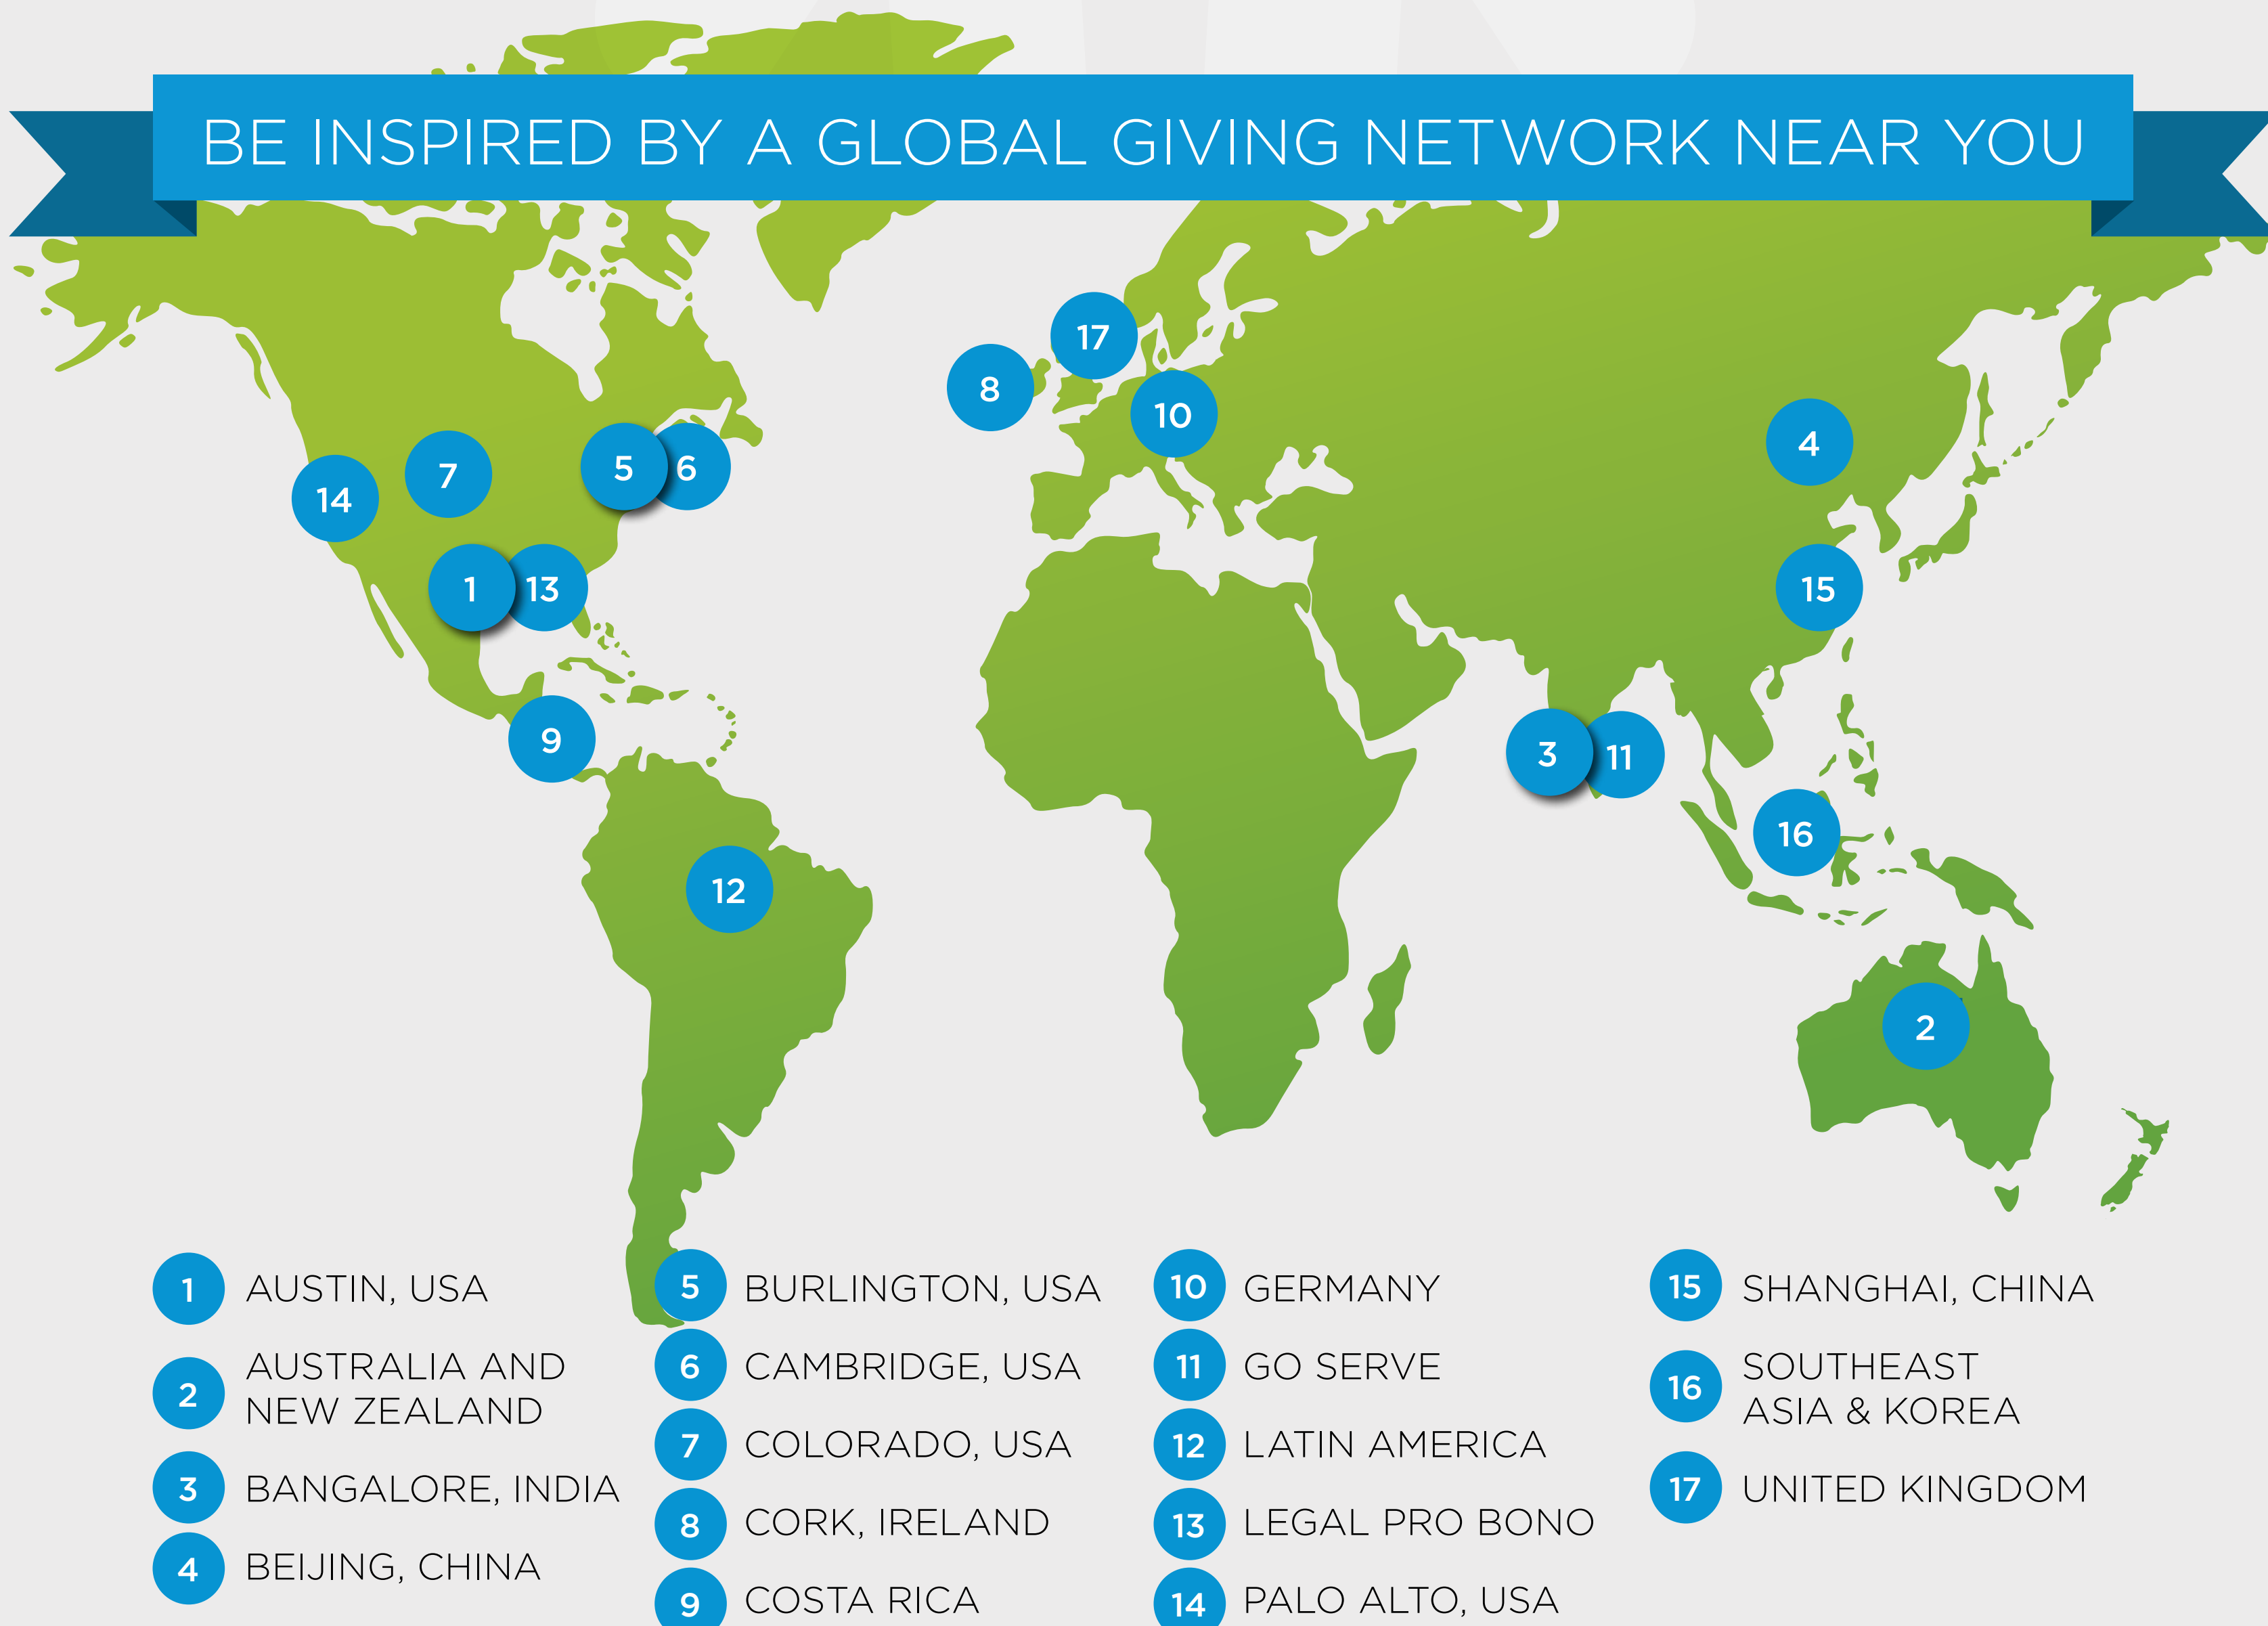 BE INSPIRED BY A GLOBAL GIVING NETWORK NEAR YOU
17
8
10
4
5
6
7
14
1
13
15
9
3
11
16
12
2
1 AUSTIN, USA
2 AUSTRALIA AND
NEW ZEALAND
3 BANGALORE, INDIA
4 BEIJING, CHINA
5 BURLINGTON, USA
6 CAMBRIDGE, USA
7 COLORADO, USA
8 CORK, IRELAND
9 COSTA RICA
10 GERMANY
11 GO SERVE
12 LATIN AMERICA
13 LEGAL PRO BONO
14 PALO ALTO, USA
15 SHANGHAI, CHINA
16 SOUTHEAST
ASIA & KOREA
17 UNITED KINGDOM